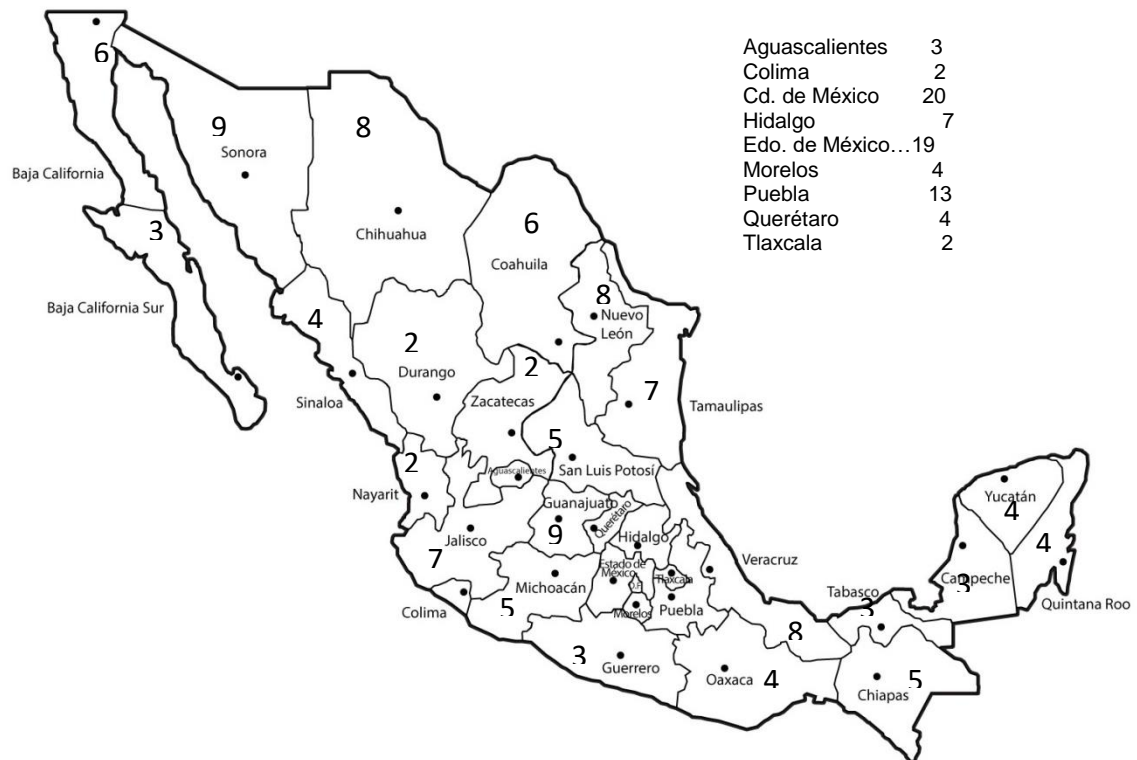 Aguascalientes 3
Colima 2
Cd. de México 20
Hidalgo 7
Edo. de México…19
Morelos 4
Puebla 13
Querétaro 4
Tlaxcala 2
6
Baja California
9
Sonora
8
Chihuahua
3
Baja California Sur
6
Coahuila
8
Nuevo
León
4
Sinaloa
2
Durango
2
Zacatecas
7
Tamaulipas
5
San Luis Potosí
2
Nayarit
Aguascalientes
Guanajuato
9
Querétaro
Hidalgo
Jalisco
7
Colima
Michoacán
5
Estado de
México
D.F.
Tlaxcala
Morelos
Puebla
Veracruz
8
3
Guerrero
Oaxaca
4
Tabasco
3
Chiapas
5
Yucatán
4
4
Campeche
3
Quintana Roo